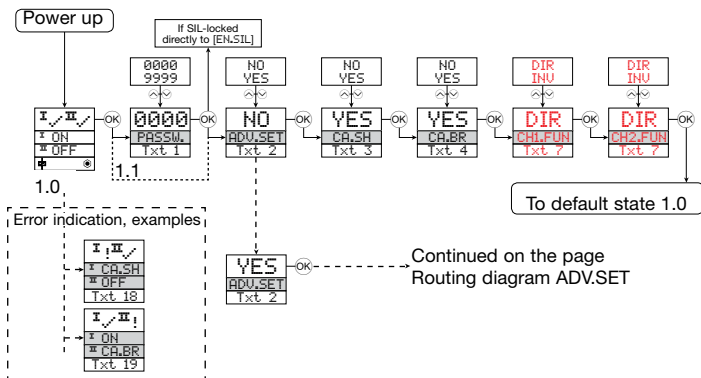 Power up
If SIL-locked
directly to [EN.SIL]
0000
9999
NO
YES
NO
YES
NO
YES
DIR
INV
DIR
INV
I ✓ II ✓
I ON
II OFF
OK
0000
PASSW.
Txt 1
OK
NO
ADV.SET
Txt 2
OK
YES
CA.SH
Txt 3
OK
YES
CA.BR
Txt 4
OK
DIR
CH1.FUN
Txt 7
OK
DIR
CH2.FUN
Txt 7
OK
1.0
1.1
To default state 1.0
Error indication, examples
I ! II ✓
I CA.SH
II OFF
Txt 18
I ✓ II !
I ON
II CA.BR
Txt 19
YES
ADV.SET
Txt 2
OK
Continued on the page
Routing diagram ADV.SET